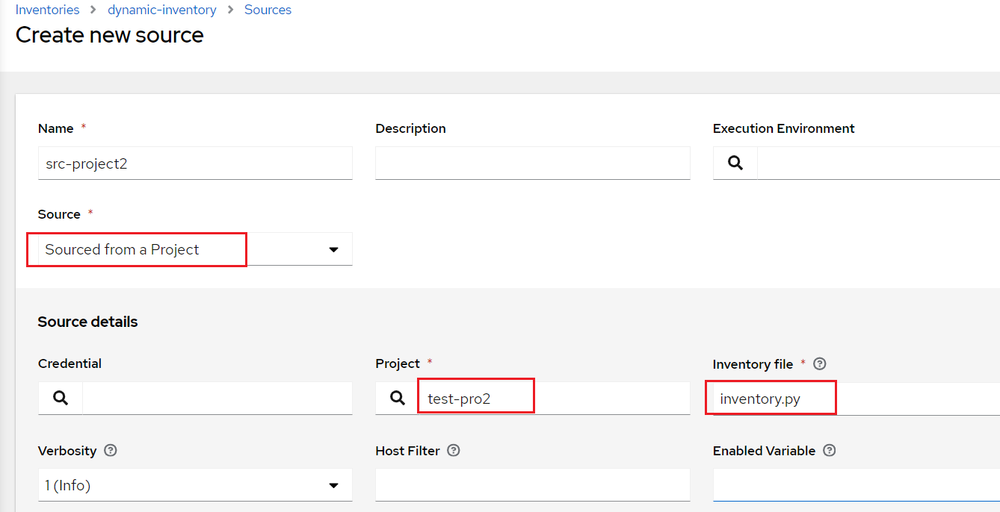 Inventories > dynamic-inventory > Sources
Create new source
Name * Description Execution Environment
src-project2
Source *
Sourced from a Project
Source details
Credential Project * Inventory file * ?
test-pro2 inventory.py
Verbosity ? Host Filter ? Enabled Variable ?
1 (Info)